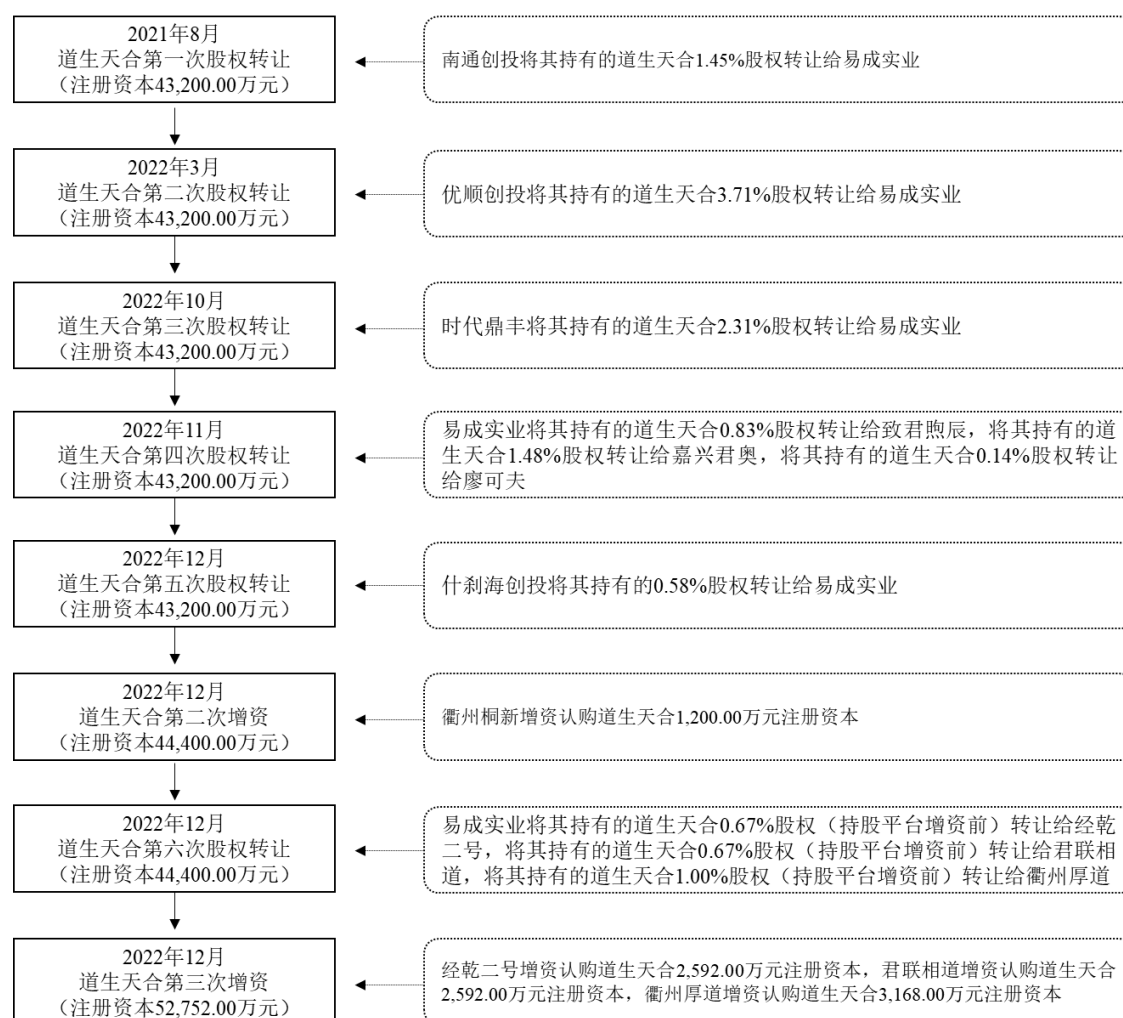 2021年8月
道生天合第一次股权转让
（注册资本43,200.00万元）
南通创投将其持有的道生天合1.45%股权转让给易成实业
2022年3月
道生天合第二次股权转让
（注册资本43,200.00万元）
优顺创投将其持有的道生天合3.71%股权转让给易成实业
2022年10月
道生天合第三次股权转让
（注册资本43,200.00万元）
时代鼎丰将其持有的道生天合2.31%股权转让给易成实业
2022年11月
道生天合第四次股权转让
（注册资本43,200.00万元）
易成实业将其持有的道生天合0.83%股权转让给致君煦辰，将其持有的道
生天合1.48%股权转让给嘉兴君奥，将其持有的道生天合0.14%股权转让
给廖可夫
2022年12月
道生天合第五次股权转让
（注册资本43,200.00万元）
什刹海创投将其持有的0.58%股权转让给易成实业
2022年12月
道生天合第二次增资
（注册资本44,400.00万元）
衢州桐新增资认购道生天合1,200.00万元注册资本
2022年12月
道生天合第六次股权转让
（注册资本44,400.00万元）
易成实业将其持有的道生天合0.67%股权（持股平台增资前）转让给经乾
二号，将其持有的道生天合0.67%股权（持股平台增资前）转让给君联相
道，将其持有的道生天合1.00%股权（持股平台增资前）转让给衢州厚道
2022年12月
道生天合第三次增资
（注册资本52,752.00万元）
经乾二号增资认购道生天合2,592.00万元注册资本，君联相道增资认购道生天合
2,592.00万元注册资本，衢州厚道增资认购道生天合3,168.00万元注册资本